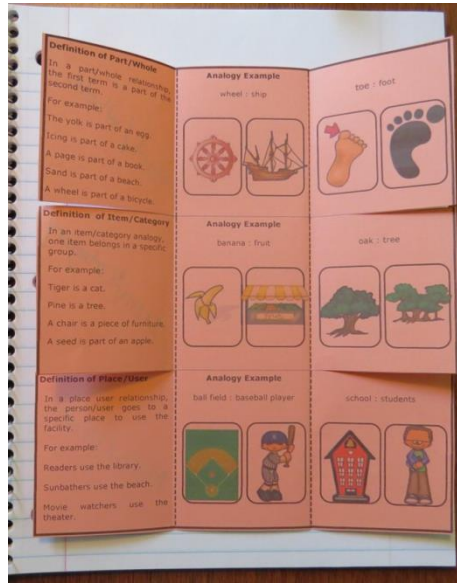 Definition of Part/Whole
In a part/whole relationship,
the first term is a part of the
second term.
For example:
The yolk is part of an egg.
Icing is part of a cake.
A page is part of a book.
Sand is part of a beach.
A wheel is part of a bicycle.
Analogy Example
wheel : ship
toe : foot
Definition of Item/Category
In an item/category analogy,
one item belongs in a specific
group.
For example:
Tiger is a cat.
Pine is a tree.
A chair is a piece of furniture.
A seed is part of an apple.
Analogy Example
banana : fruit
oak : tree
Definition of Place/User
In a place user relationship,
the person/user goes to a
specific place to use the
facility.
For example:
Readers use the library.
Sunbathers use the beach.
Movie watchers use the
theater.
Analogy Example
ball field : baseball player
school : students